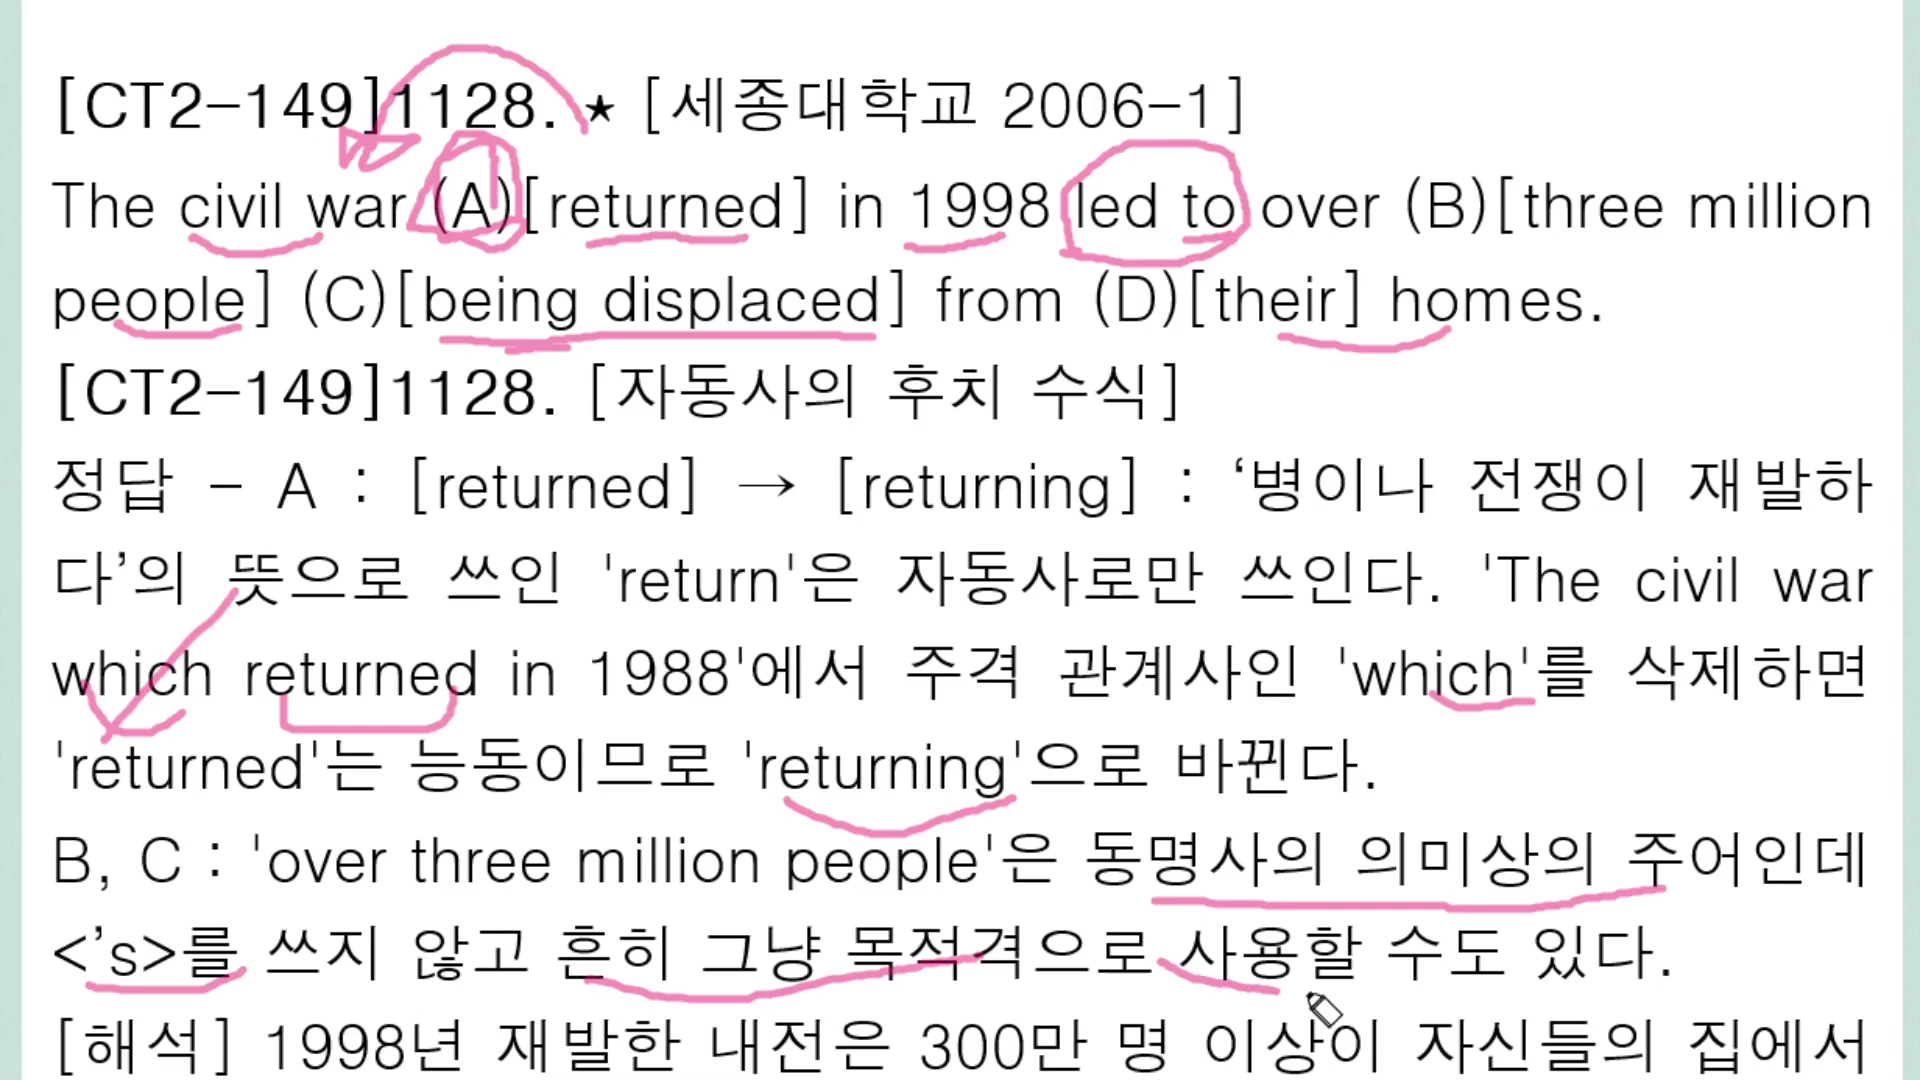 [CT2-149]1128. ★ [세종대학교 2006-1]
The civil war (A)[returned] in 1998 led to over (B)[three million
people] (C)[being displaced] from (D)[their] homes.
[CT2-149]1128. [자동사의 후치 수식]
정답 - A : [returned] → [returning] : ‘병이나 전쟁이 재발하
다’의 뜻으로 쓰인 'return'은 자동사로만 쓰인다. 'The civil war
which returned in 1988'에서 주격 관계사인 'which'를 삭제하면
'returned'는 능동이므로 'returning'으로 바뀐다.
B, C : 'over three million people'은 동명사의 의미상의 주어인데
<’s>를 쓰지 않고 흔히 그냥 목적격으로 사용할 수도 있다.
[해석] 1998년 재발한 내전은 300만 명 이상이 자신들의 집에서